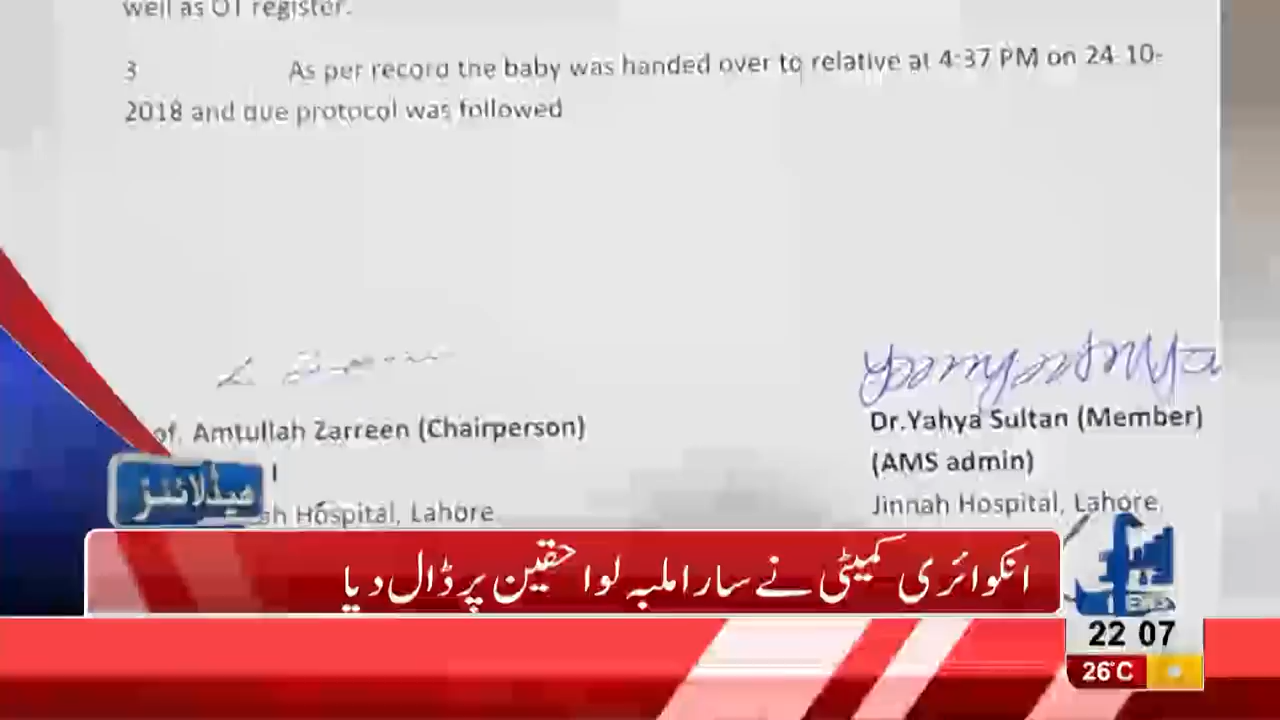 well as OT register.
3 As per record the baby was handed over to relative at 4:37 PM on 24-10-
2018 and due protocol was followed
of. Amtullah Zarreen (Chairperson)
Dr.Yahya Sultan (Member)
(AMS admin)
Hospital, Lahore
Jinnah Hospital, Lahore
ہیڈلائنز
انکوائری کمیٹی نے سارا ملبہ لواحقین پر ڈال دیا
22 07
26°C